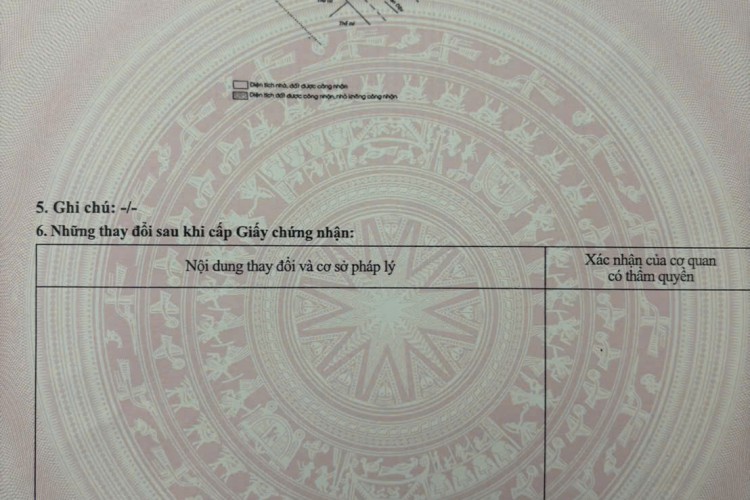 Diện tích nhà, đất được công nhận
Diện tích đất được công nhận, nhà không công nhận
5. Ghi chú: -/-
6. Những thay đổi sau khi cấp Giấy chứng nhận:
Nội dung thay đổi và cơ sở pháp lý
Xác nhận của cơ quan
có thẩm quyền